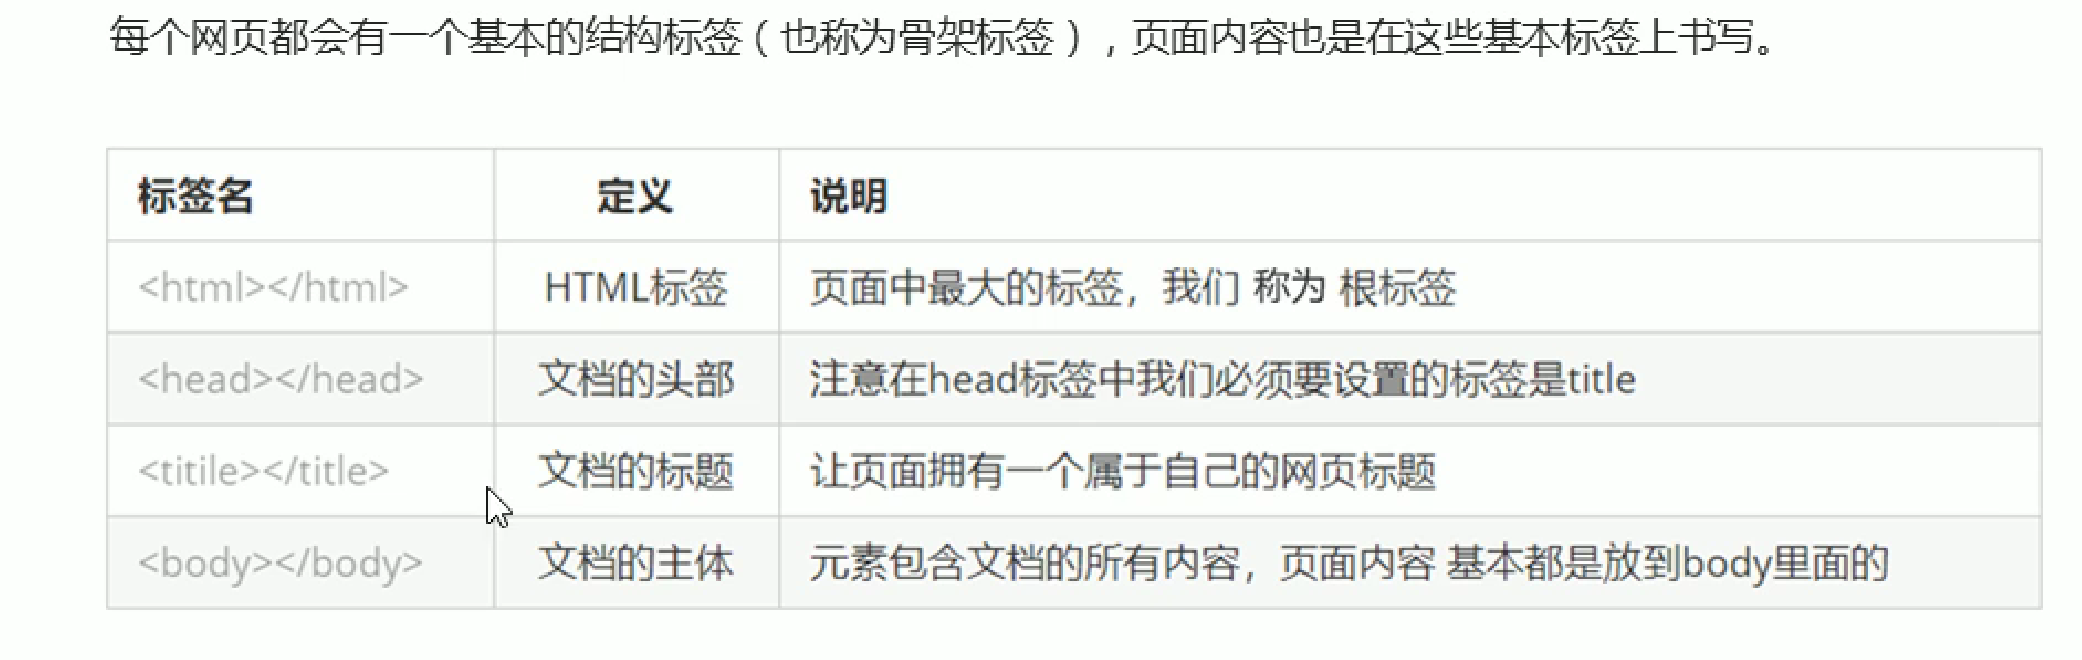 每个网页都会有一个基本的结构标签（也称为骨架标签），页面内容也是在这些基本标签上书写。
标签名 定义 说明
<html></html> HTML标签 页面中最大的标签，我们 称为 根标签
<head></head> 文档的头部 注意在head标签中我们必须要设置的标签是title
<titile></title> 文档的标题 让页面拥有一个属于自己的网页标题
<body></body> 文档的主体 元素包含文档的所有内容，页面内容 基本都是放到body里面的